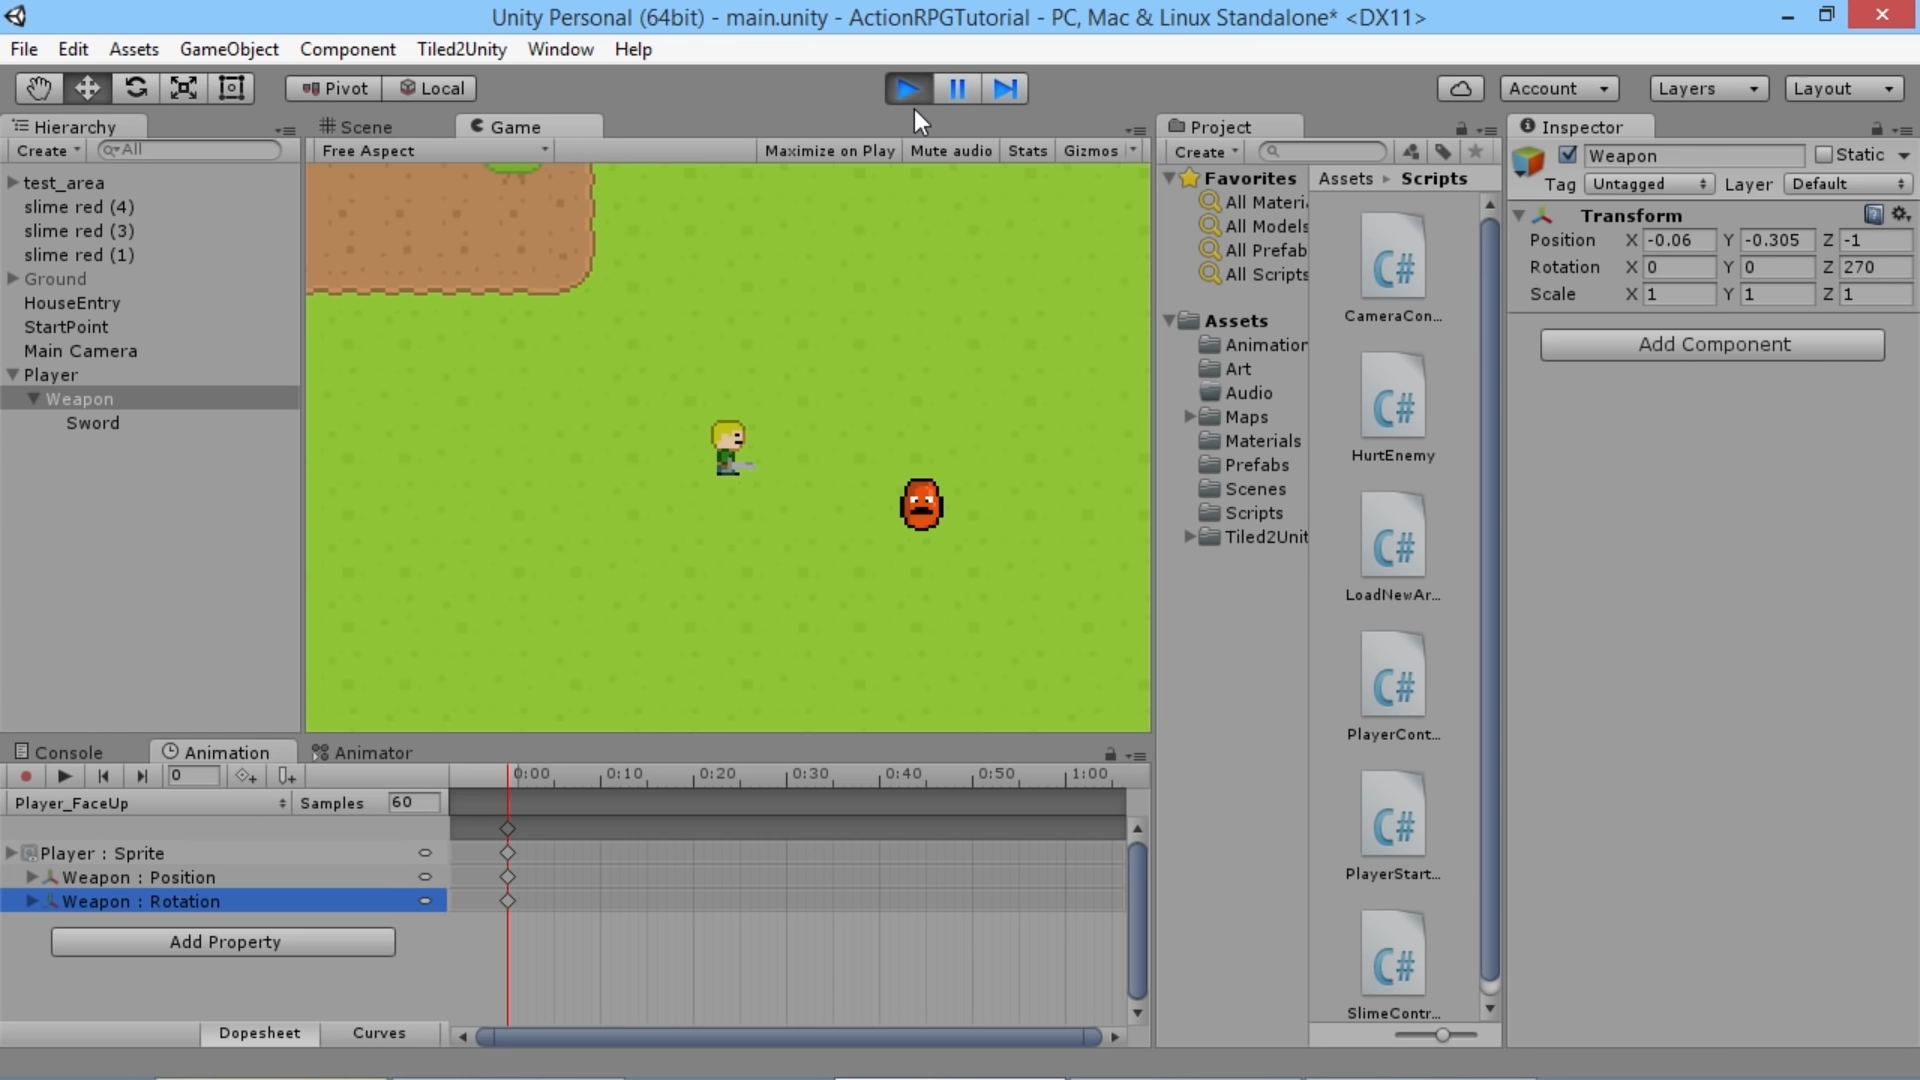 Unity Personal (64bit) - main.unity - ActionRPGTutorial - PC, Mac & Linux Standalone* <DX11>
File Edit Assets GameObject Component Tiled2Unity Window Help
Pivot Local Account Layers Layout
Hierarchy
Create All
test_area
slime red (4)
slime red (3)
slime red (1)
Ground
HouseEntry
StartPoint
Main Camera
Player
Weapon
Sword
Scene Game
Free Aspect Maximize on Play Mute audio Stats Gizmos
Project
Create
Favorites
All Materi
All Models
All Prefab
All Scripts
Assets
Animation
Art
Audio
Maps
Materials
Prefabs
Scenes
Scripts
Tiled2Unit
Assets Scripts
C#
CameraCon...
C#
HurtEnemy
C#
LoadNewAr...
C#
PlayerCont...
C#
PlayerStart...
C#
SlimeContr...
Inspector
Weapon Static
Tag Untagged Layer Default
Transform
Position X -0.06 Y -0.305 Z -1
Rotation X 0 Y 0 Z 270
Scale X 1 Y 1 Z 1
Add Component
Console Animation Animator
0 0:00 0:10 0:20 0:30 0:40 0:50 1:00
Player_FaceUp Samples 60
Player : Sprite
Weapon : Position
Weapon : Rotation
Add Property
Dopesheet Curves